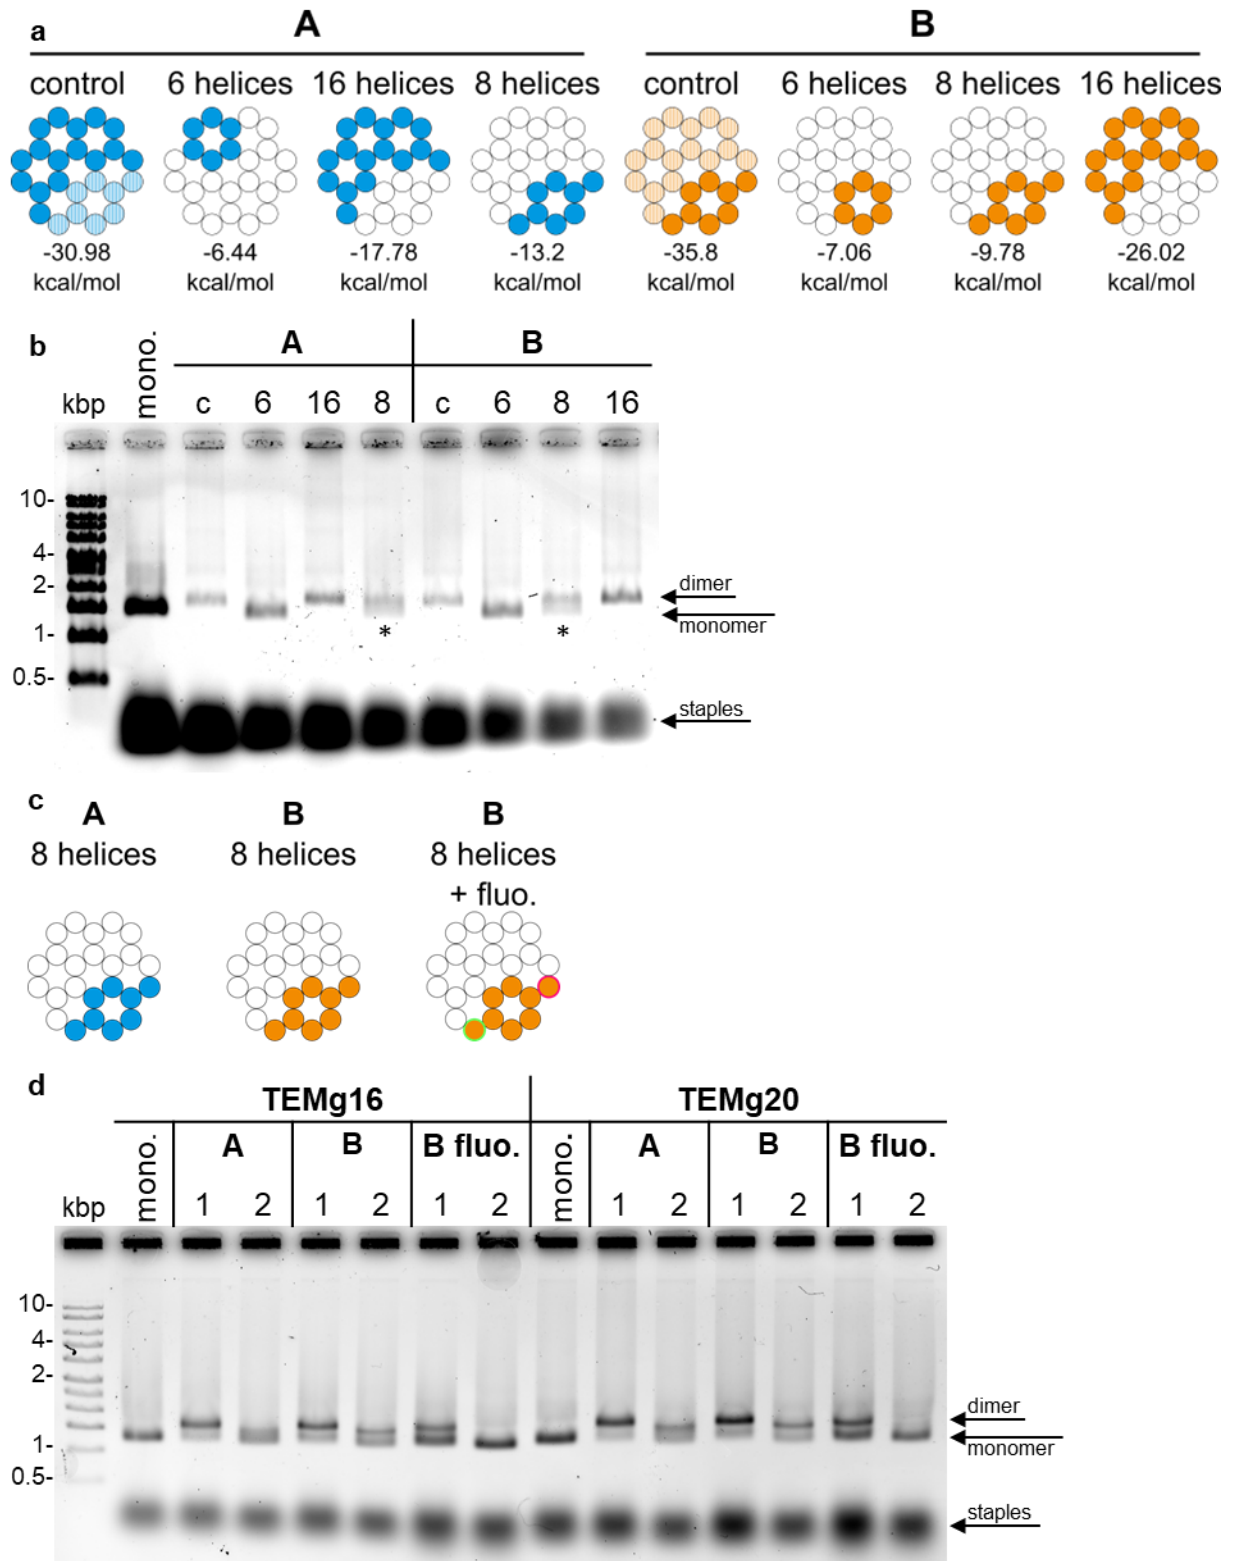 a
A
B
control 6 helices 16 helices 8 helices control 6 helices 8 helices 16 helices
-30.98 -6.44 -17.78 -13.2 -35.8 -7.06 -9.78 -26.02
kcal/mol kcal/mol kcal/mol kcal/mol kcal/mol kcal/mol kcal/mol kcal/mol
b
A B
kbp mono. c 6 16 8 c 6 8 16
10-
4-
2-
1-
0.5-
dimer
monomer
* *
staples
c
A B B
8 helices 8 helices 8 helices
+ fluo.
d
TEMg16 TEMg20
A B B fluo. A B B fluo.
kbp mono. 1 2 1 2 1 2 mono. 1 2 1 2 1 2
10-
4-
2-
1-
0.5-
dimer
monomer
staples